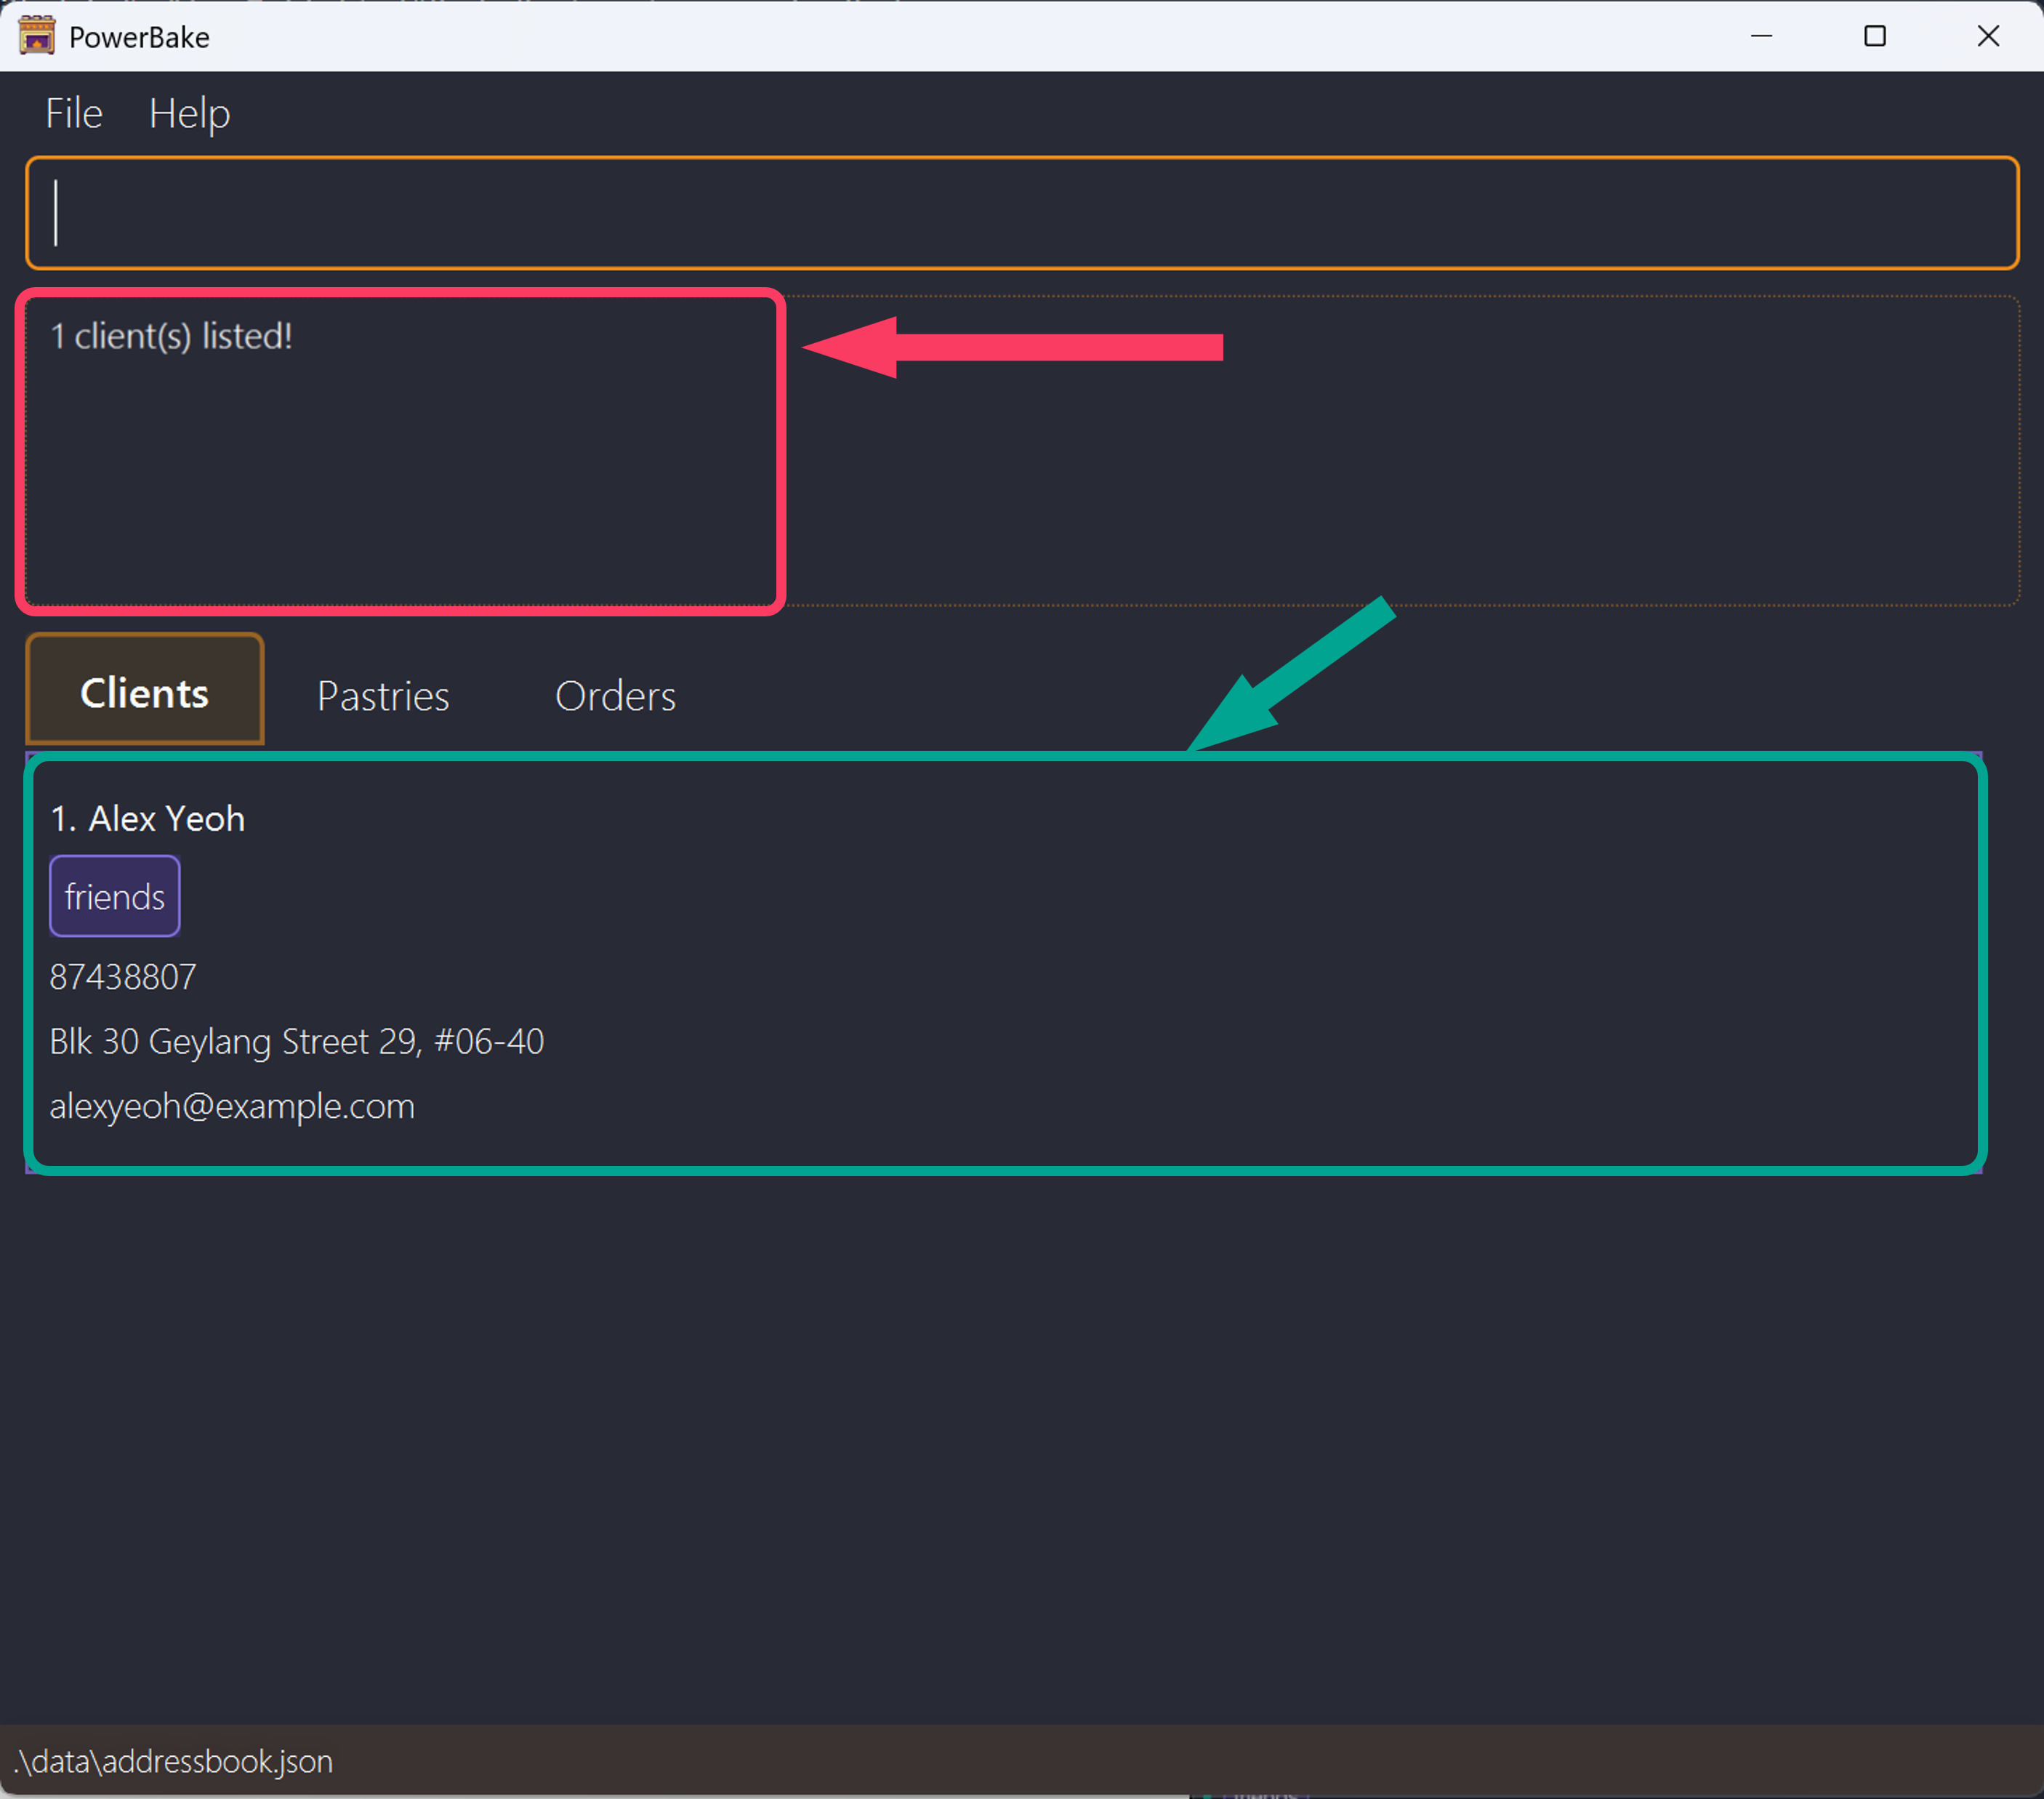 PowerBake
File Help
1 client(s) listed!
Clients Pastries Orders
1. Alex Yeoh
friends
87438807
Blk 30 Geylang Street 29, #06-40
alexyeoh@example.com
.\data\addressbook.json